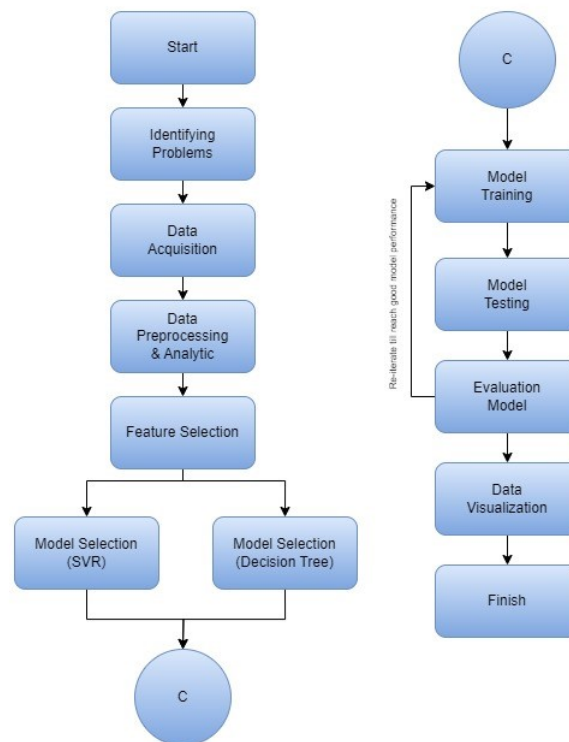 Start
Identifying
Problems
Data
Acquisition
Data
Preprocessing
& Analytic
Feature Selection
Model Selection
(SVR)
Model Selection
(Decision Tree)
C
C
Model
Training
Re-iterate till reach good model performance
Model
Testing
Evaluation
Model
Data
Visualization
Finish